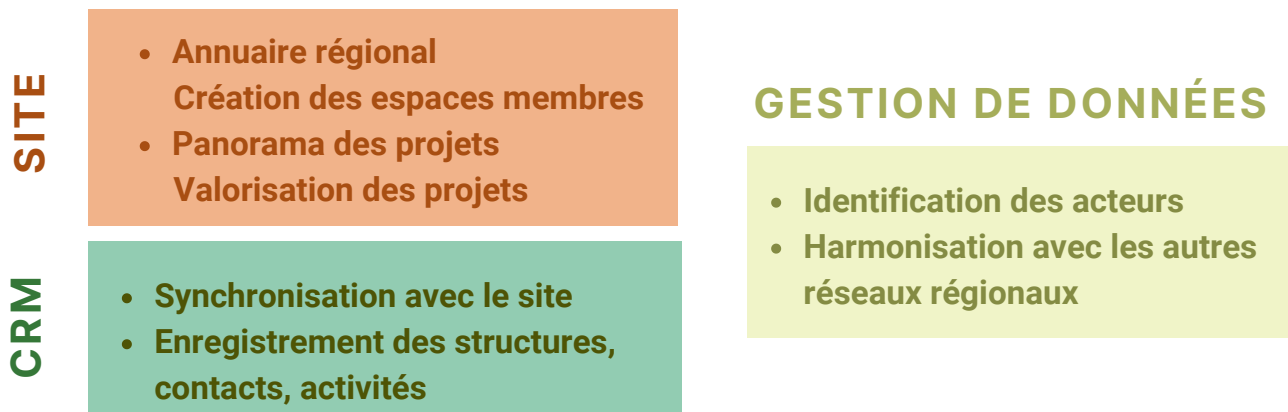 SITE
• Annuaire régional
Création des espaces membres
• Panorama des projets
Valorisation des projets
CRM
• Synchronisation avec le site
• Enregistrement des structures,
contacts, activités
GESTION DE DONNÉES
• Identification des acteurs
• Harmonisation avec les autres
réseaux régionaux